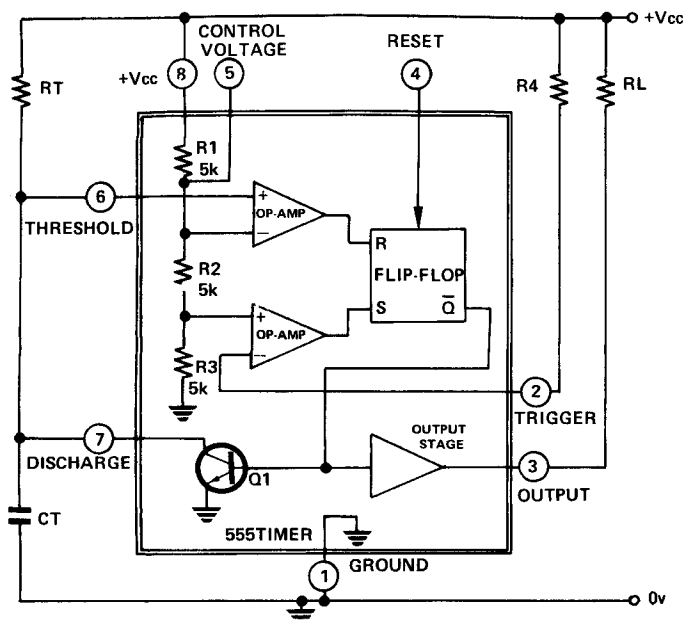 +Vcc
CONTROL
VOLTAGE
RESET
+Vcc
8
5
4
RT
R4
RL
R1
5k
6
THRESHOLD
+
OP-AMP
−
R
FLIP-FLOP
S
Q̅
R2
5k
+
OP-AMP
−
R3
5k
2
TRIGGER
7
DISCHARGE
Q1
OUTPUT
STAGE
3
OUTPUT
CT
555TIMER
1
GROUND
0v